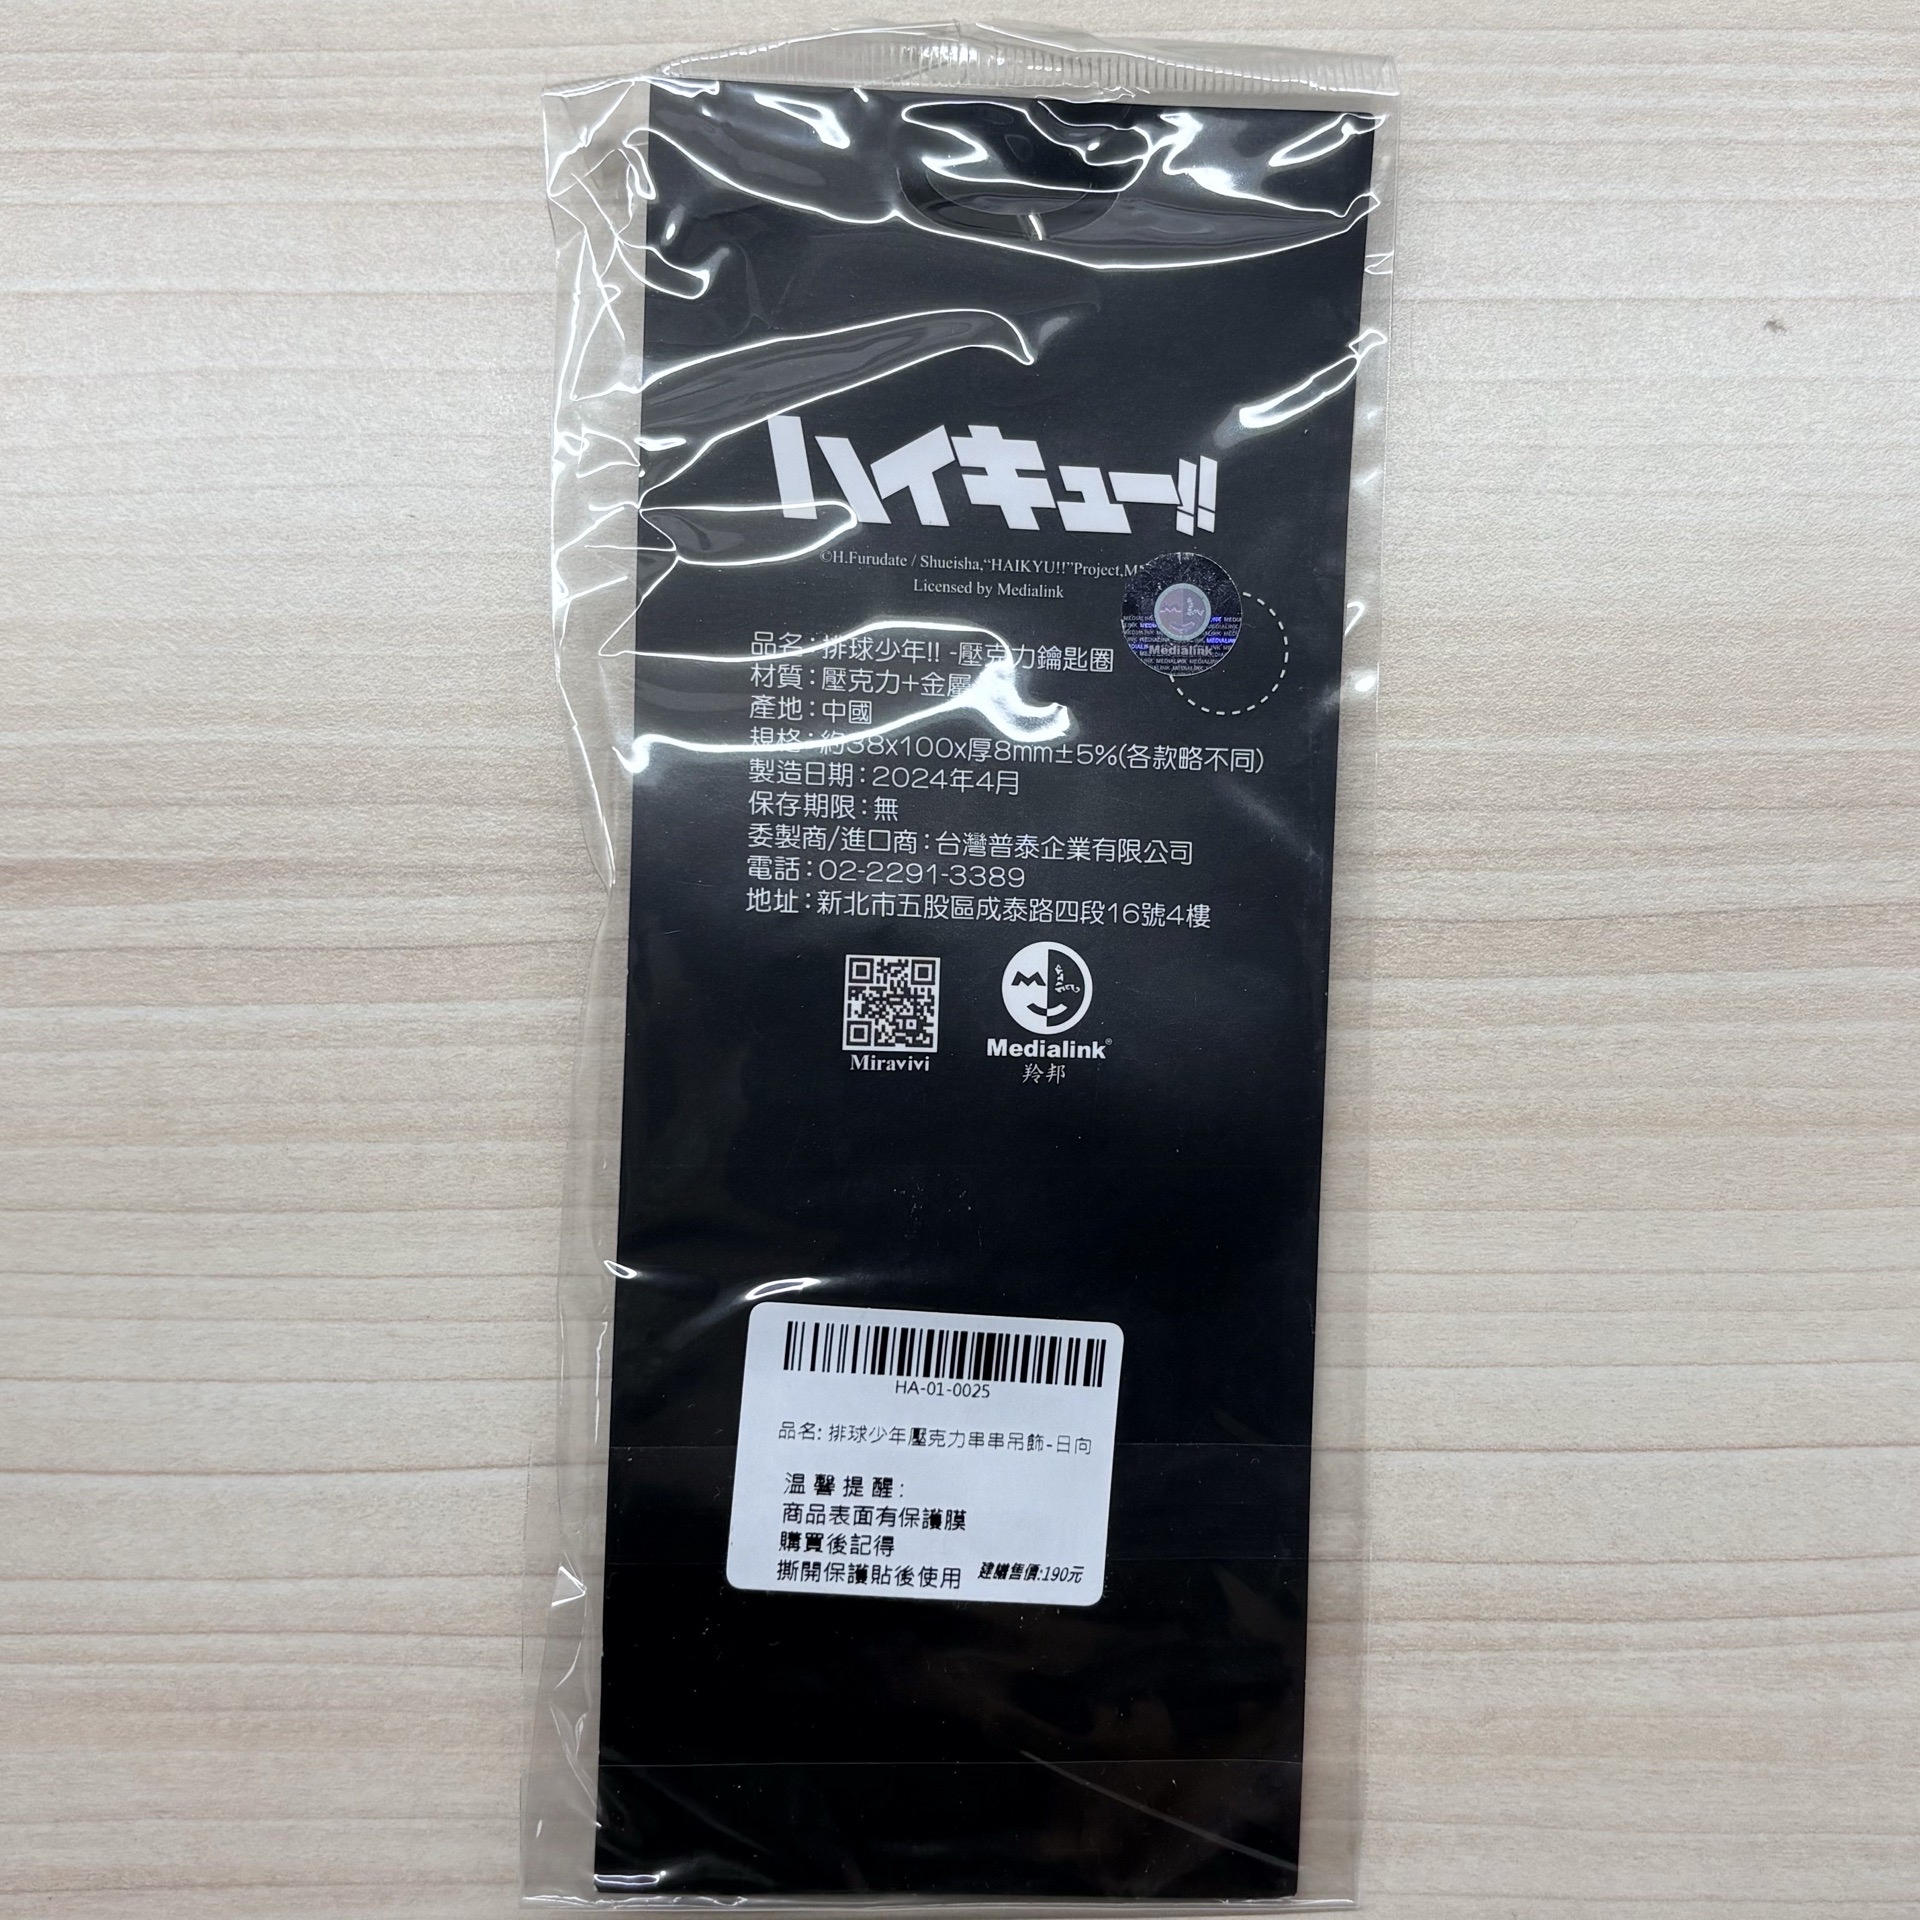 ハイキュー!!
©H.Furudate / Shueisha,“HAIKYU!!”Project,M
Licensed by Medialink
Medialink
品名：排球少年!! -壓克力鑰匙圈
材質：壓克力+金屬
產地：中國
規格：約38x100x厚8mm±5%(各款略不同)
製造日期：2024年4月
保存期限：無
委製商/進口商：台灣普泰企業有限公司
電話：02-2291-3389
地址：新北市五股區成泰路四段16號4樓
Miravivi
Medialink®
羚邦
HA-01-0025
品名: 排球少年壓克力串串吊飾-日向
溫馨提醒:
商品表面有保護膜
購買後記得
撕開保護貼後使用
建議售價:190元